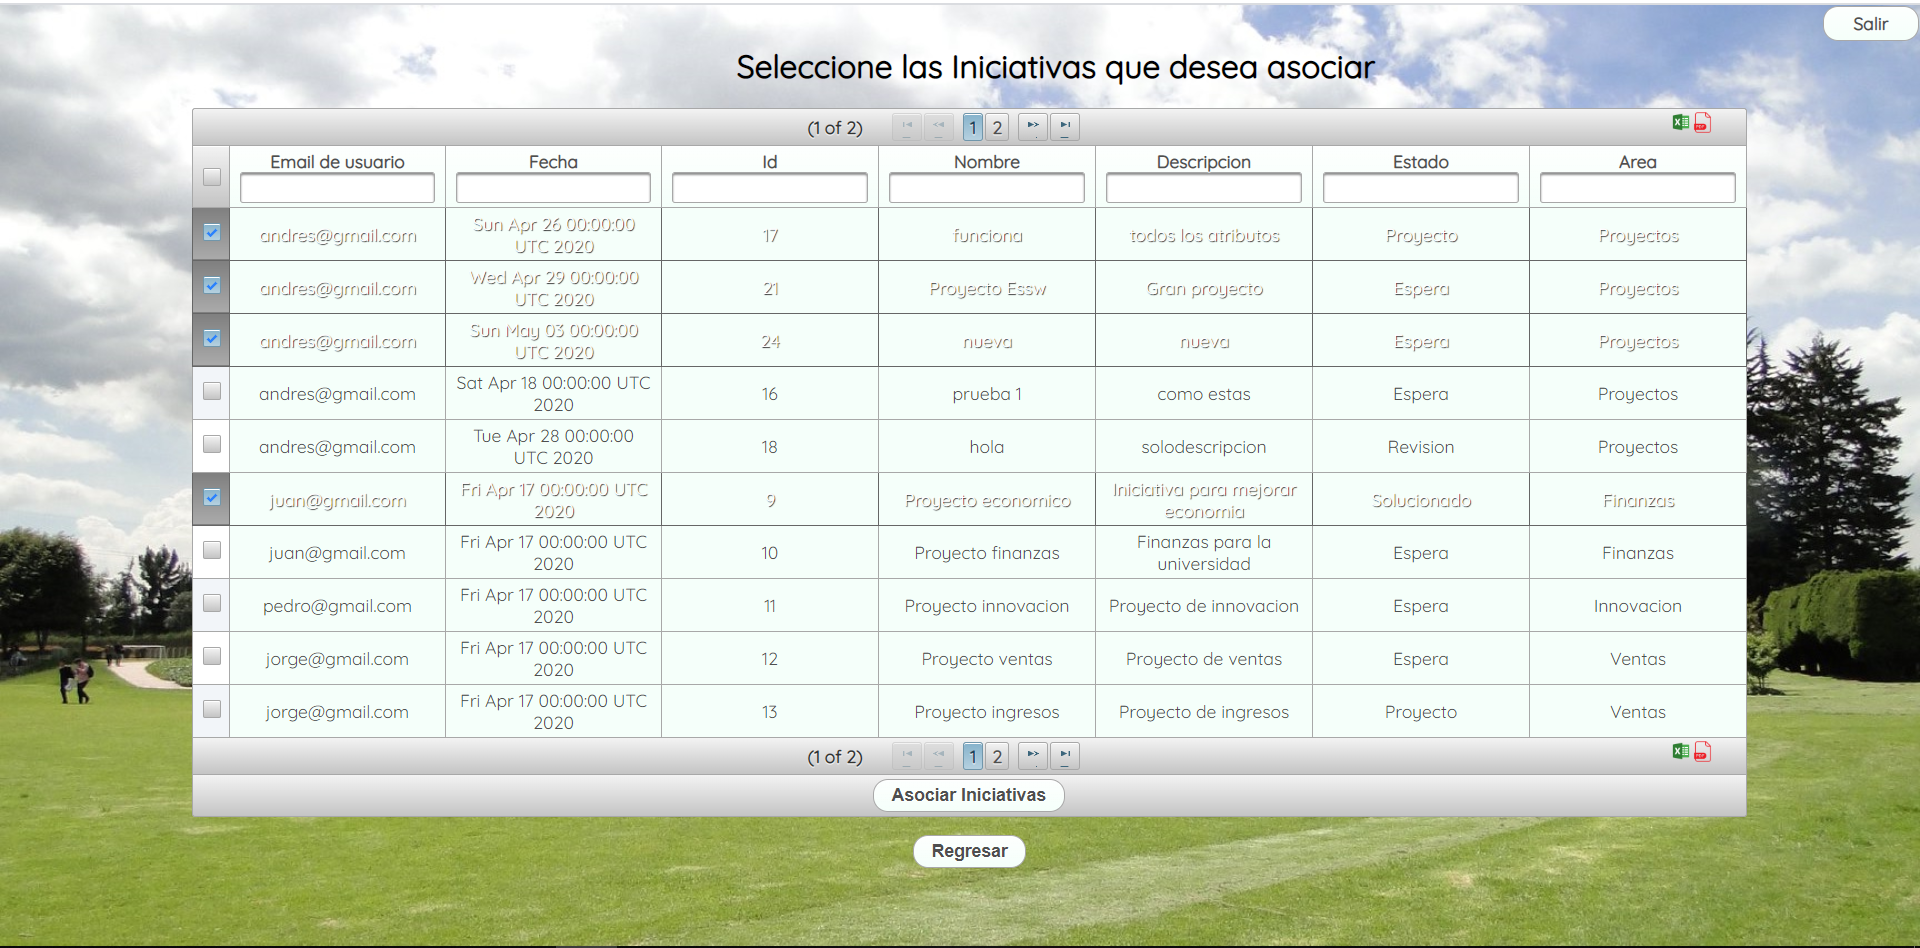 Salir
Seleccione las Iniciativas que desea asociar
(1 of 2) 1 2
Email de usuario Fecha Id Nombre Descripcion Estado Area
andres@gmail.com Sun Apr 26 00:00:00 UTC 2020 17 funciona todos los atributos Proyecto Proyectos
andres@gmail.com Wed Apr 29 00:00:00 UTC 2020 21 Proyecto Essw Gran proyecto Espera Proyectos
andres@gmail.com Sun May 03 00:00:00 UTC 2020 24 nueva nueva Espera Proyectos
andres@gmail.com Sat Apr 18 00:00:00 UTC 2020 16 prueba 1 como estas Espera Proyectos
andres@gmail.com Tue Apr 28 00:00:00 UTC 2020 18 hola solodescripcion Revision Proyectos
juan@gmail.com Fri Apr 17 00:00:00 UTC 2020 9 Proyecto economico Iniciativa para mejorar economia Solucionado Finanzas
juan@gmail.com Fri Apr 17 00:00:00 UTC 2020 10 Proyecto finanzas Finanzas para la universidad Espera Finanzas
pedro@gmail.com Fri Apr 17 00:00:00 UTC 2020 11 Proyecto innovacion Proyecto de innovacion Espera Innovacion
jorge@gmail.com Fri Apr 17 00:00:00 UTC 2020 12 Proyecto ventas Proyecto de ventas Espera Ventas
jorge@gmail.com Fri Apr 17 00:00:00 UTC 2020 13 Proyecto ingresos Proyecto de ingresos Proyecto Ventas
(1 of 2) 1 2
Asociar Iniciativas
Regresar